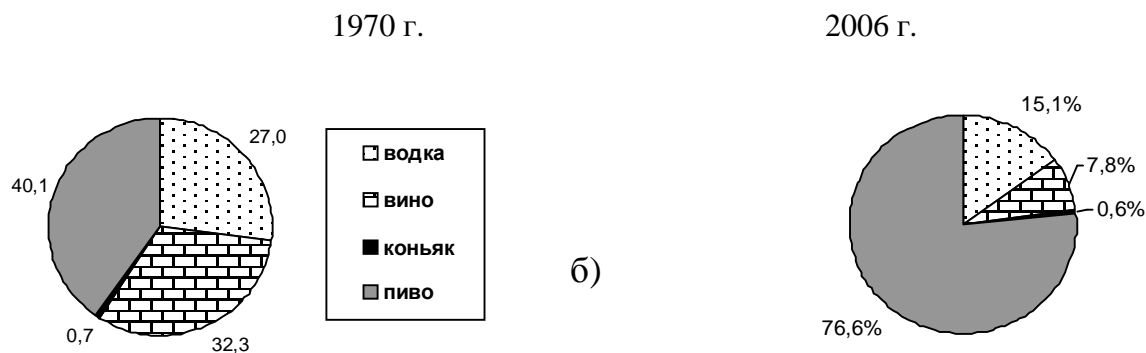 1970 г.
2006 г.
27,0
40,1
0,7
32,3
водка
вино
коньяк
пиво
б)
15,1%
7,8%
0,6%
76,6%